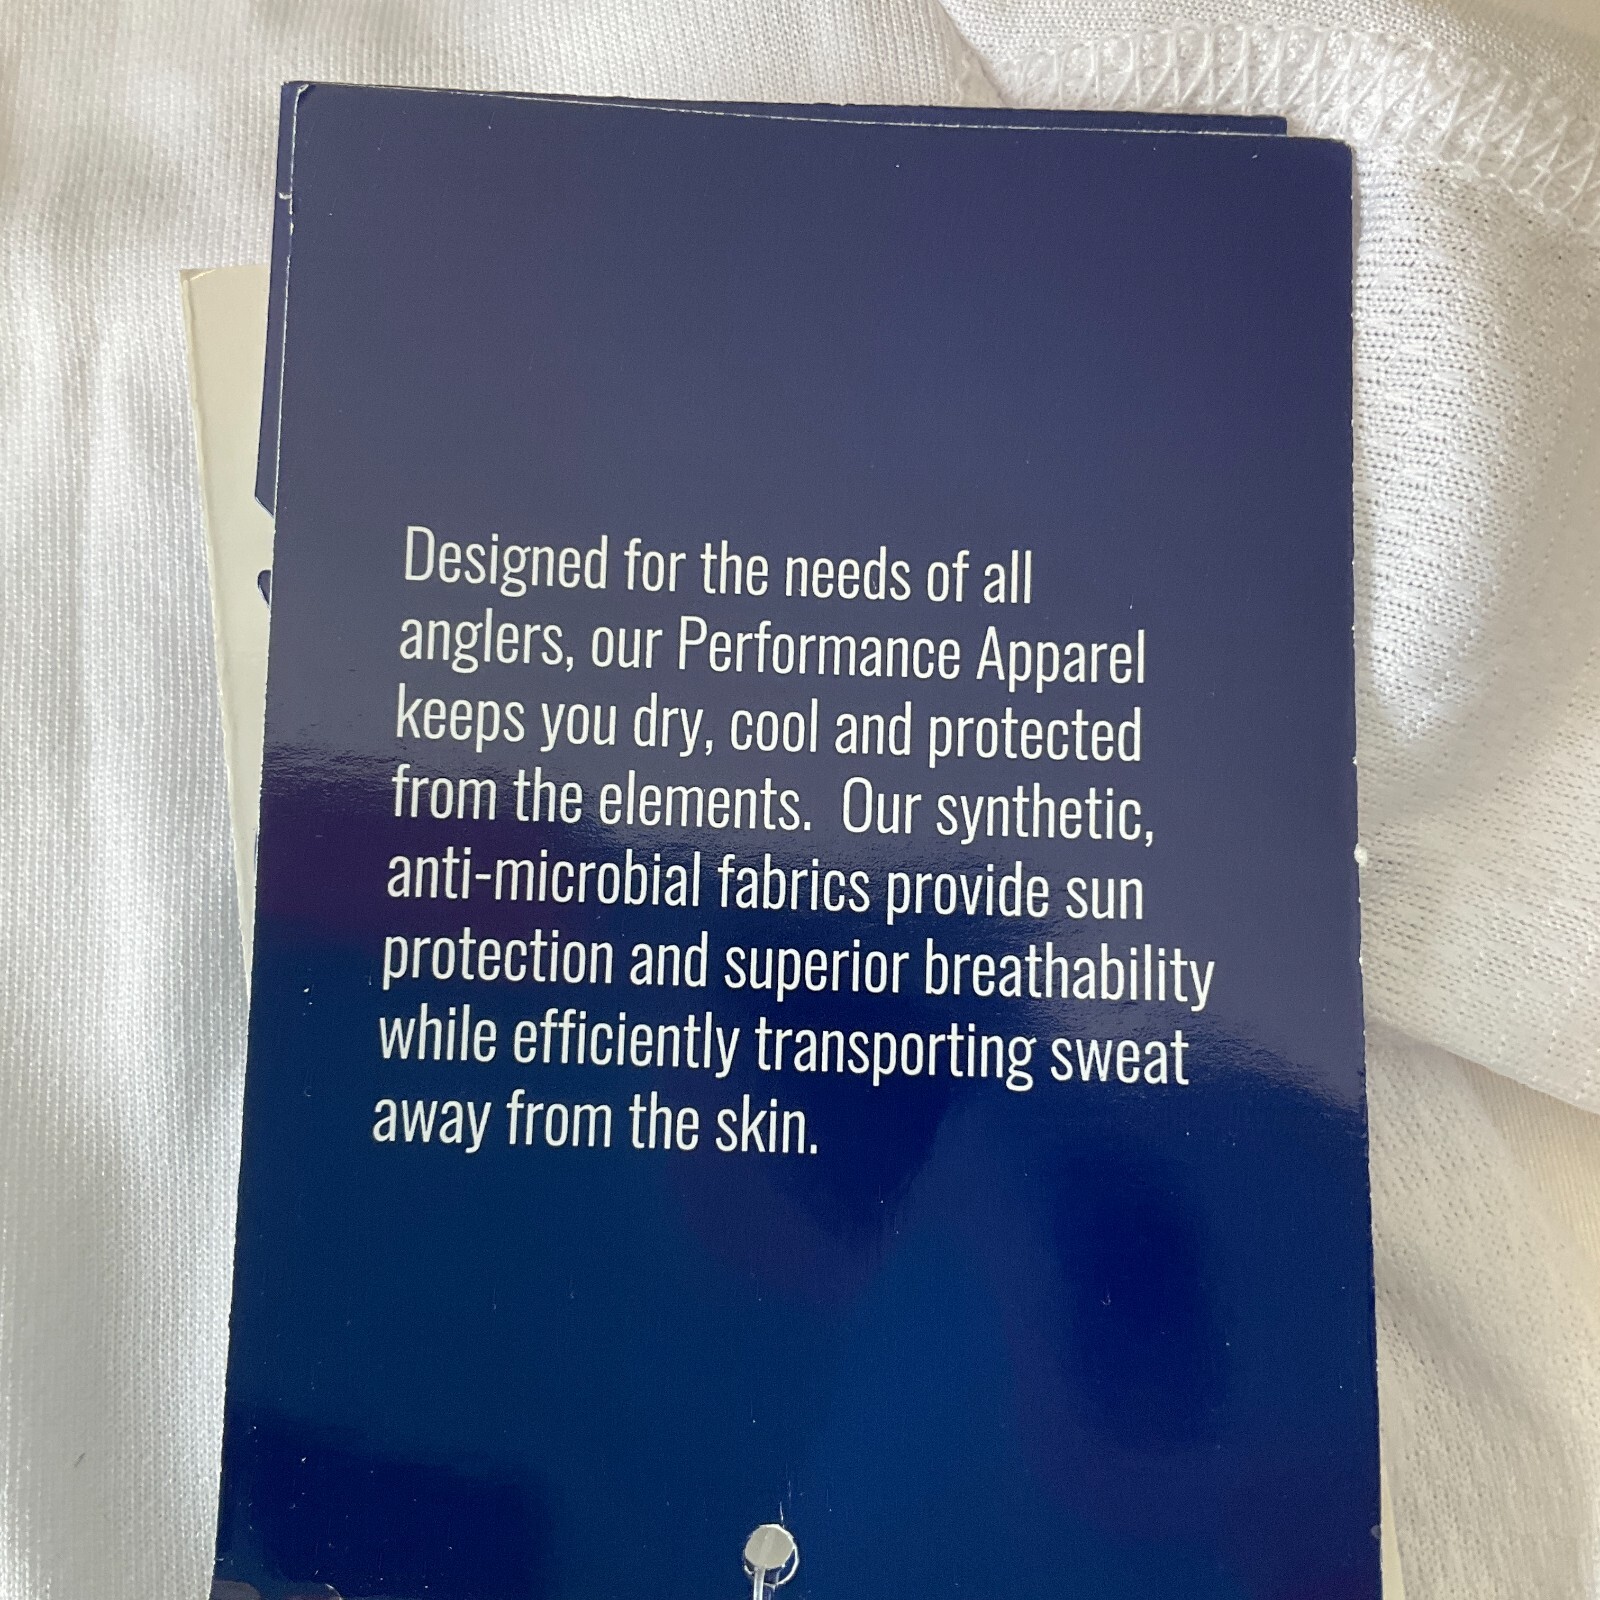 Designed for the needs of all
anglers, our Performance Apparel
keeps you dry, cool and protected
from the elements.  Our synthetic,
anti-microbial fabrics provide sun
protection and superior breathability
while efficiently transporting sweat
away from the skin.